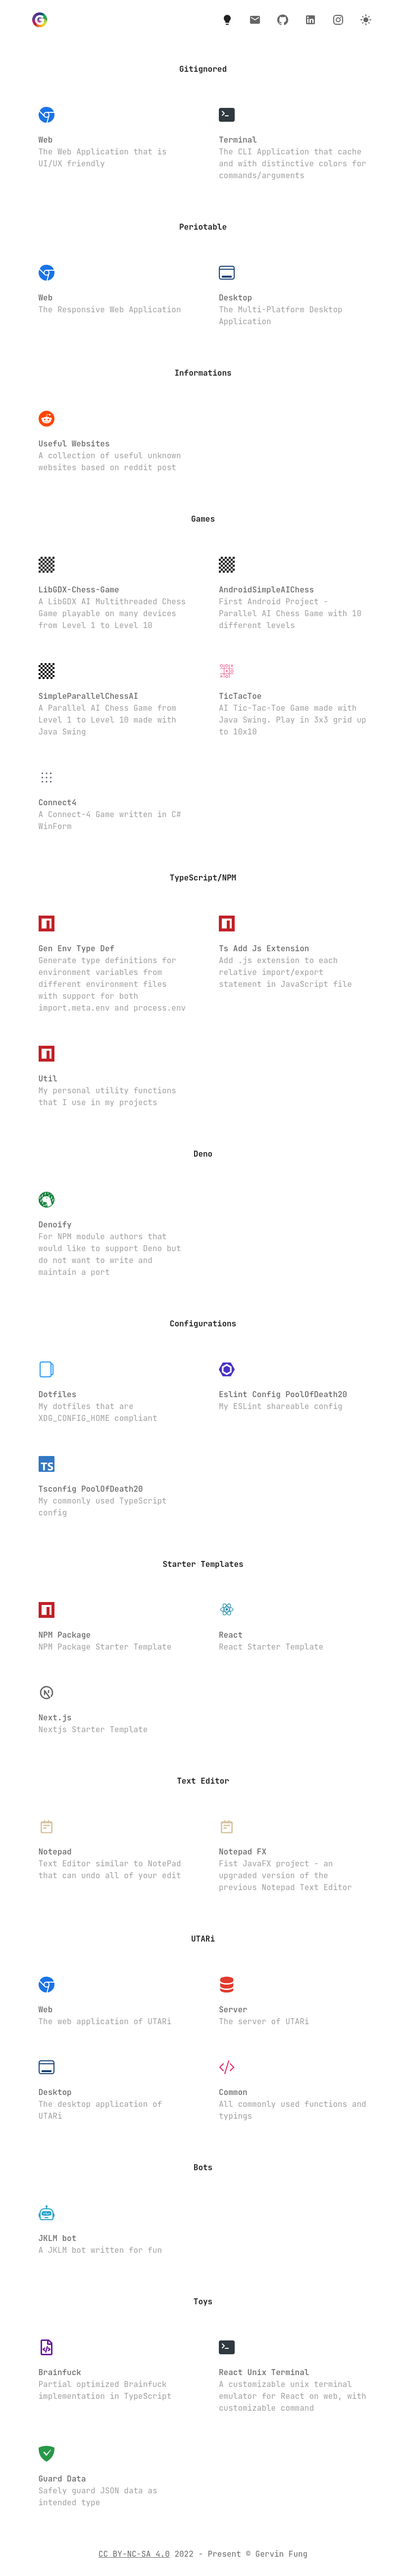 Gitignored
Web
The Web Application that is
UI/UX friendly
Terminal
The CLI Application that cache
and with distinctive colors for
commands/arguments
Periotable
Web
The Responsive Web Application
Desktop
The Multi-Platform Desktop
Application
Informations
Useful Websites
A collection of useful unknown
websites based on reddit post
Games
LibGDX-Chess-Game
A LibGDX AI Multithreaded Chess
Game playable on many devices
from Level 1 to Level 10
AndroidSimpleAIChess
First Android Project -
Parallel AI Chess Game with 10
different levels
SimpleParallelChessAI
A Parallel AI Chess Game from
Level 1 to Level 10 made with
Java Swing
TicTacToe
AI Tic-Tac-Toe Game made with
Java Swing. Play in 3x3 grid up
to 10x10
Connect4
A Connect-4 Game written in C#
WinForm
TypeScript/NPM
Gen Env Type Def
Generate type definitions for
environment variables from
different environment files
with support for both
import.meta.env and process.env
Ts Add Js Extension
Add .js extension to each
relative import/export
statement in JavaScript file
Util
My personal utility functions
that I use in my projects
Deno
Denoify
For NPM module authors that
would like to support Deno but
do not want to write and
maintain a port
Configurations
Dotfiles
My dotfiles that are
XDG_CONFIG_HOME compliant
Eslint Config PoolOfDeath20
My ESLint shareable config
TS
Tsconfig PoolOfDeath20
My commonly used TypeScript
config
Starter Templates
NPM Package
NPM Package Starter Template
React
React Starter Template
Next.js
Nextjs Starter Template
Text Editor
Notepad
Text Editor similar to NotePad
that can undo all of your edit
Notepad FX
Fist JavaFX project - an
upgraded version of the
previous Notepad Text Editor
UTARi
Web
The web application of UTARi
Server
The server of UTARi
Desktop
The desktop application of
UTARi
Common
All commonly used functions and
typings
Bots
JKLM bot
A JKLM bot written for fun
Toys
Brainfuck
Partial optimized Brainfuck
implementation in TypeScript
React Unix Terminal
A customizable unix terminal
emulator for React on web, with
customizable command
Guard Data
Safely guard JSON data as
intended type
CC BY-NC-SA 4.0 2022 - Present © Gervin Fung